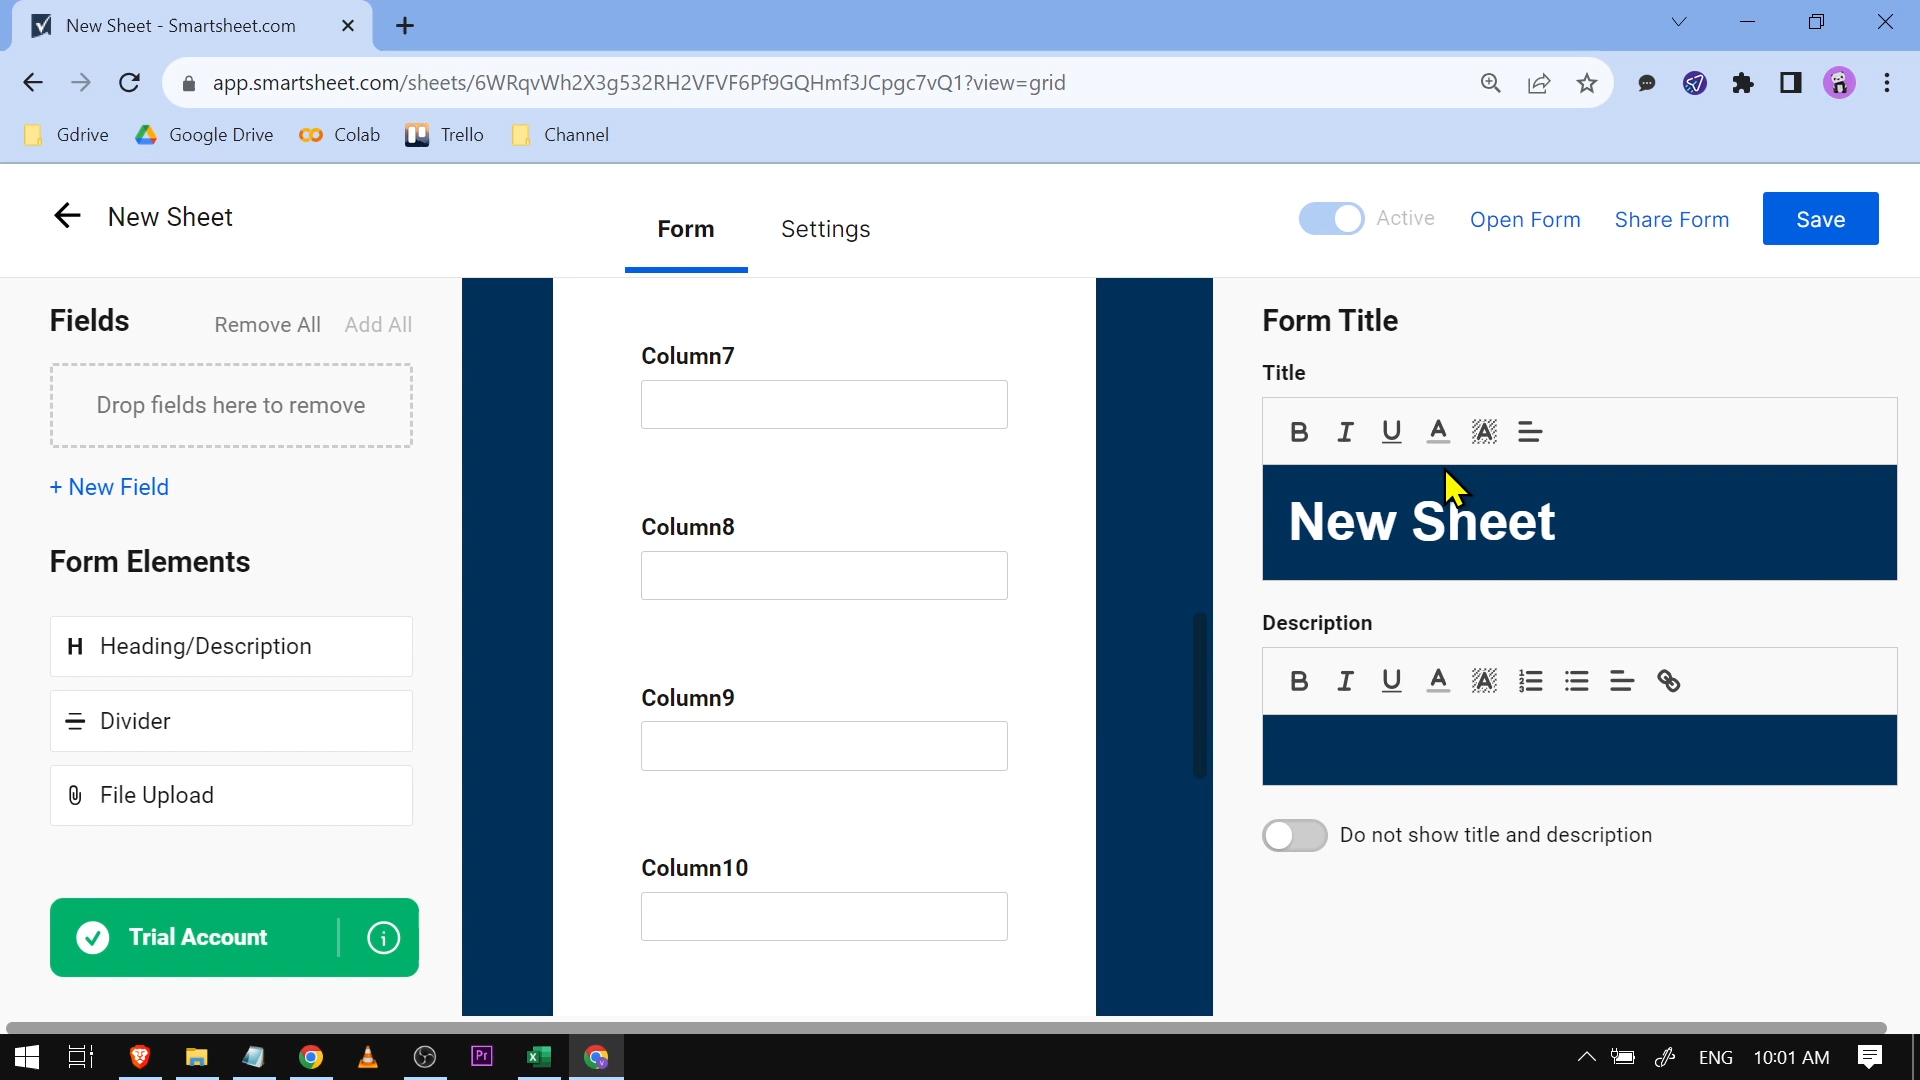 New Sheet - Smartsheet.com
app.smartsheet.com/sheets/6WRqvWh2X3g532RH2VFVF6Pf9GQHmf3JCpgc7vQ1?view=grid
Gdrive Google Drive Colab Trello Channel
New Sheet
Form Settings
Active Open Form Share Form Save
Fields Remove All Add All
Drop fields here to remove
+ New Field
Form Elements
H Heading/Description
Divider
File Upload
Trial Account
Column7
Column8
Column9
Column10
Form Title
Title
B I U A A
New Sheet
Description
B I U A A
Do not show title and description
Pr
ENG 10:01 AM